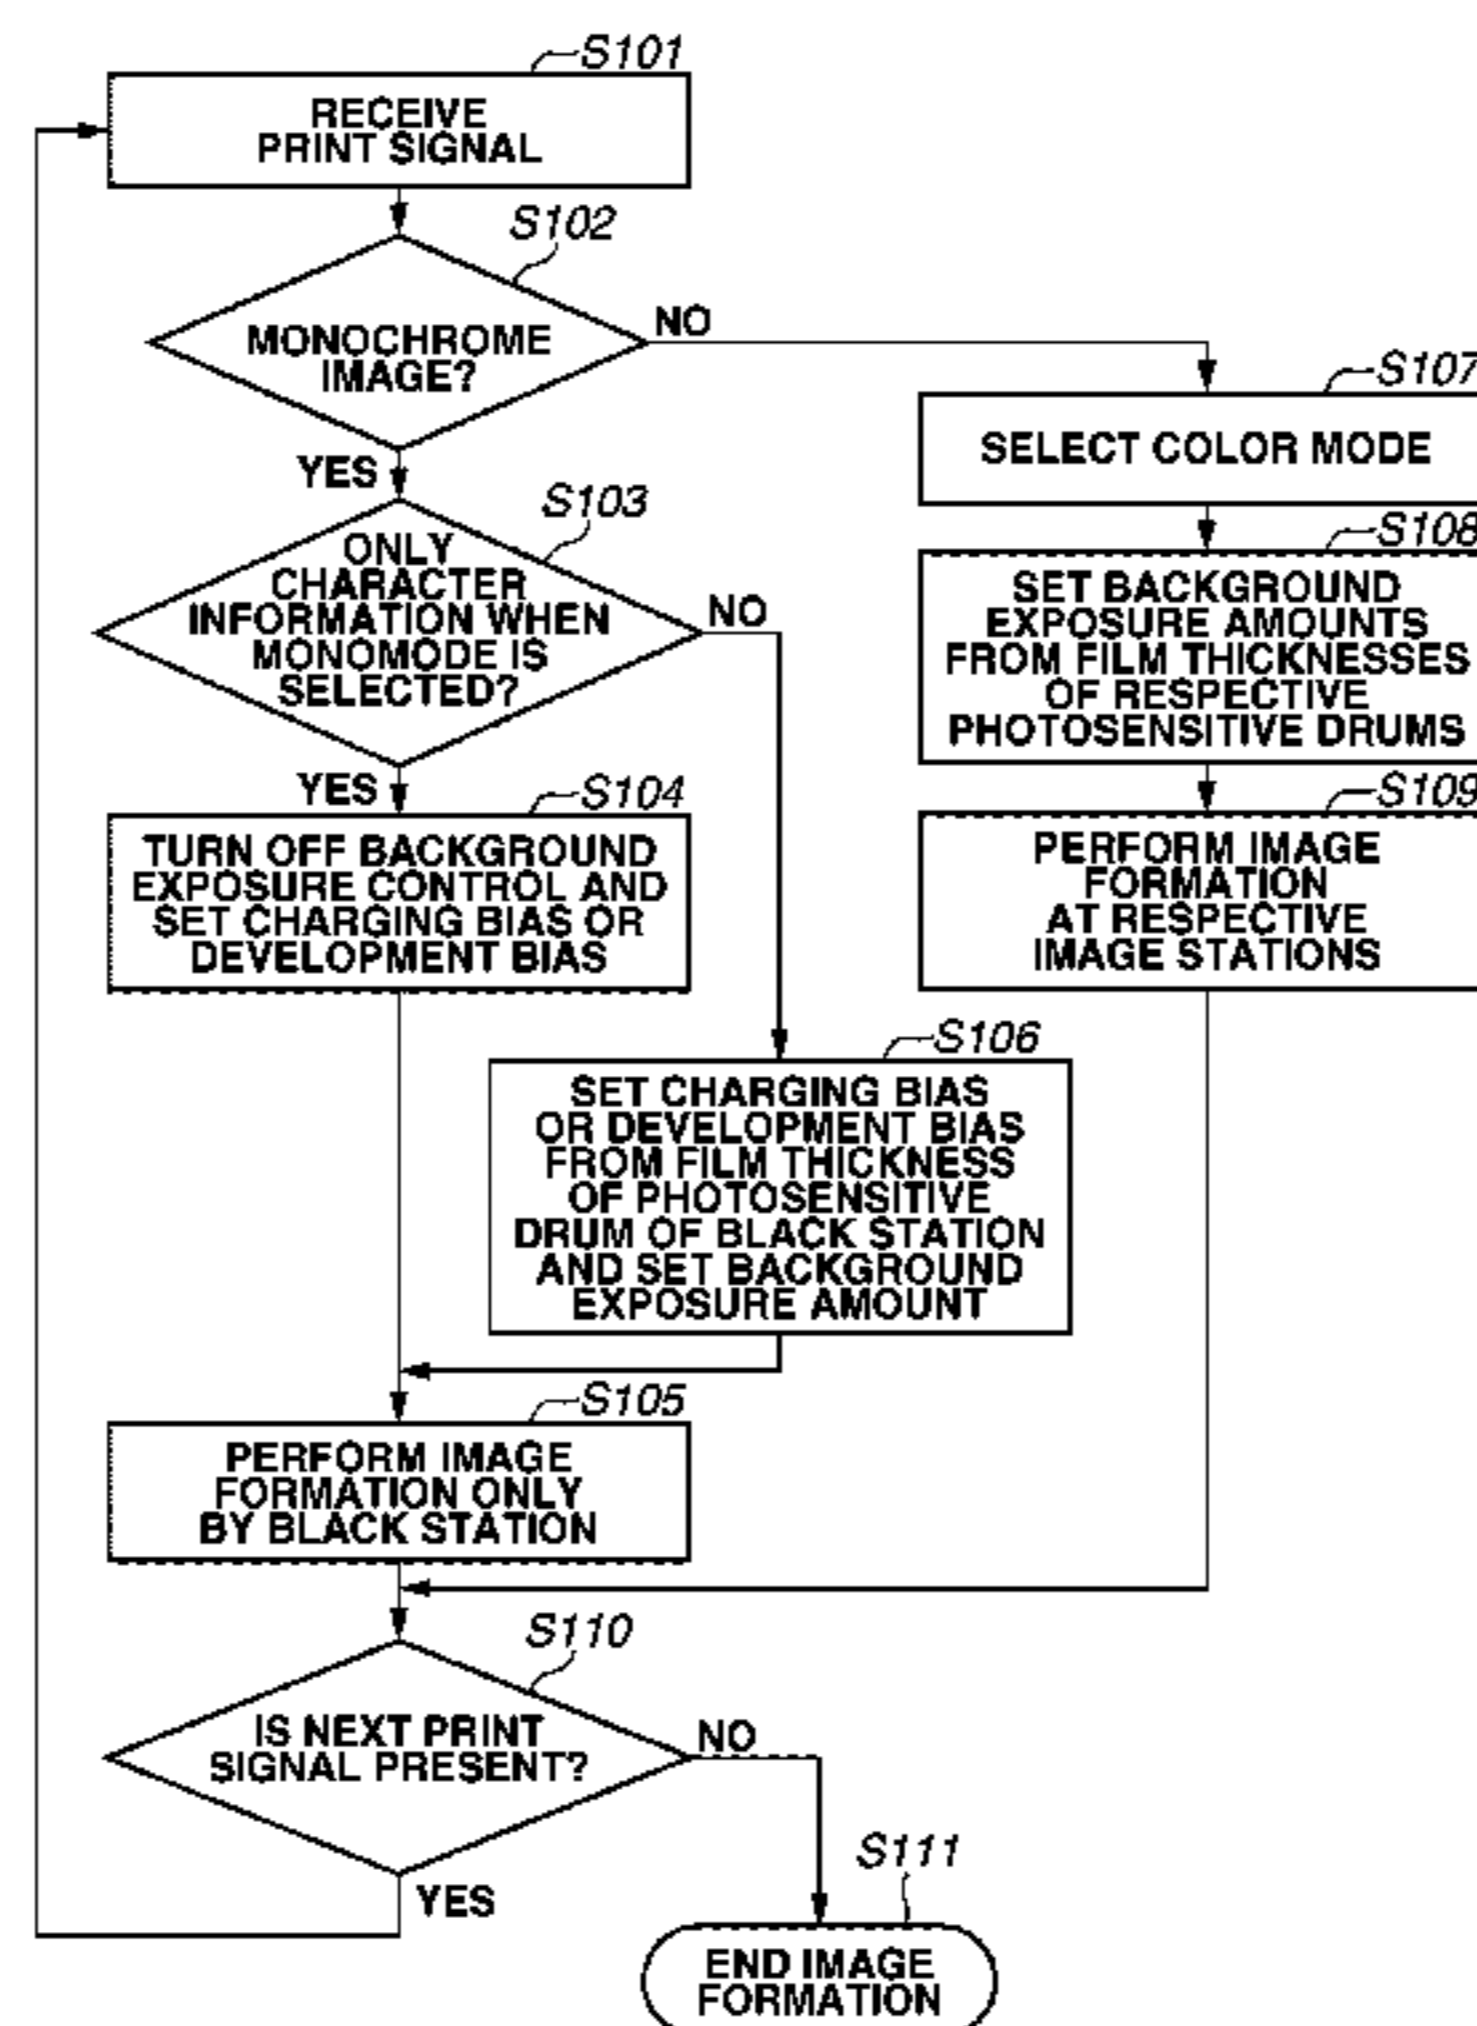 S101
RECEIVE
PRINT SIGNAL
S102
MONOCHROME
IMAGE?
NO
YES
S107
SELECT COLOR MODE
S103
ONLY
CHARACTER
INFORMATION WHEN
MONOMODE IS
SELECTED?
NO
YES
S108
SET BACKGROUND
EXPOSURE AMOUNTS
FROM FILM THICKNESSES
OF RESPECTIVE
PHOTOSENSITIVE DRUMS
S104
TURN OFF BACKGROUND
EXPOSURE CONTROL AND
SET CHARGING BIAS OR
DEVELOPMENT BIAS
S109
PERFORM IMAGE
FORMATION
AT RESPECTIVE
IMAGE STATIONS
S106
SET CHARGING BIAS
OR DEVELOPMENT BIAS
FROM FILM THICKNESS
OF PHOTOSENSITIVE
DRUM OF BLACK STATION
AND SET BACKGROUND
EXPOSURE AMOUNT
S105
PERFORM IMAGE
FORMATION ONLY
BY BLACK STATION
S110
IS NEXT PRINT
SIGNAL PRESENT?
NO
YES
S111
END IMAGE
FORMATION